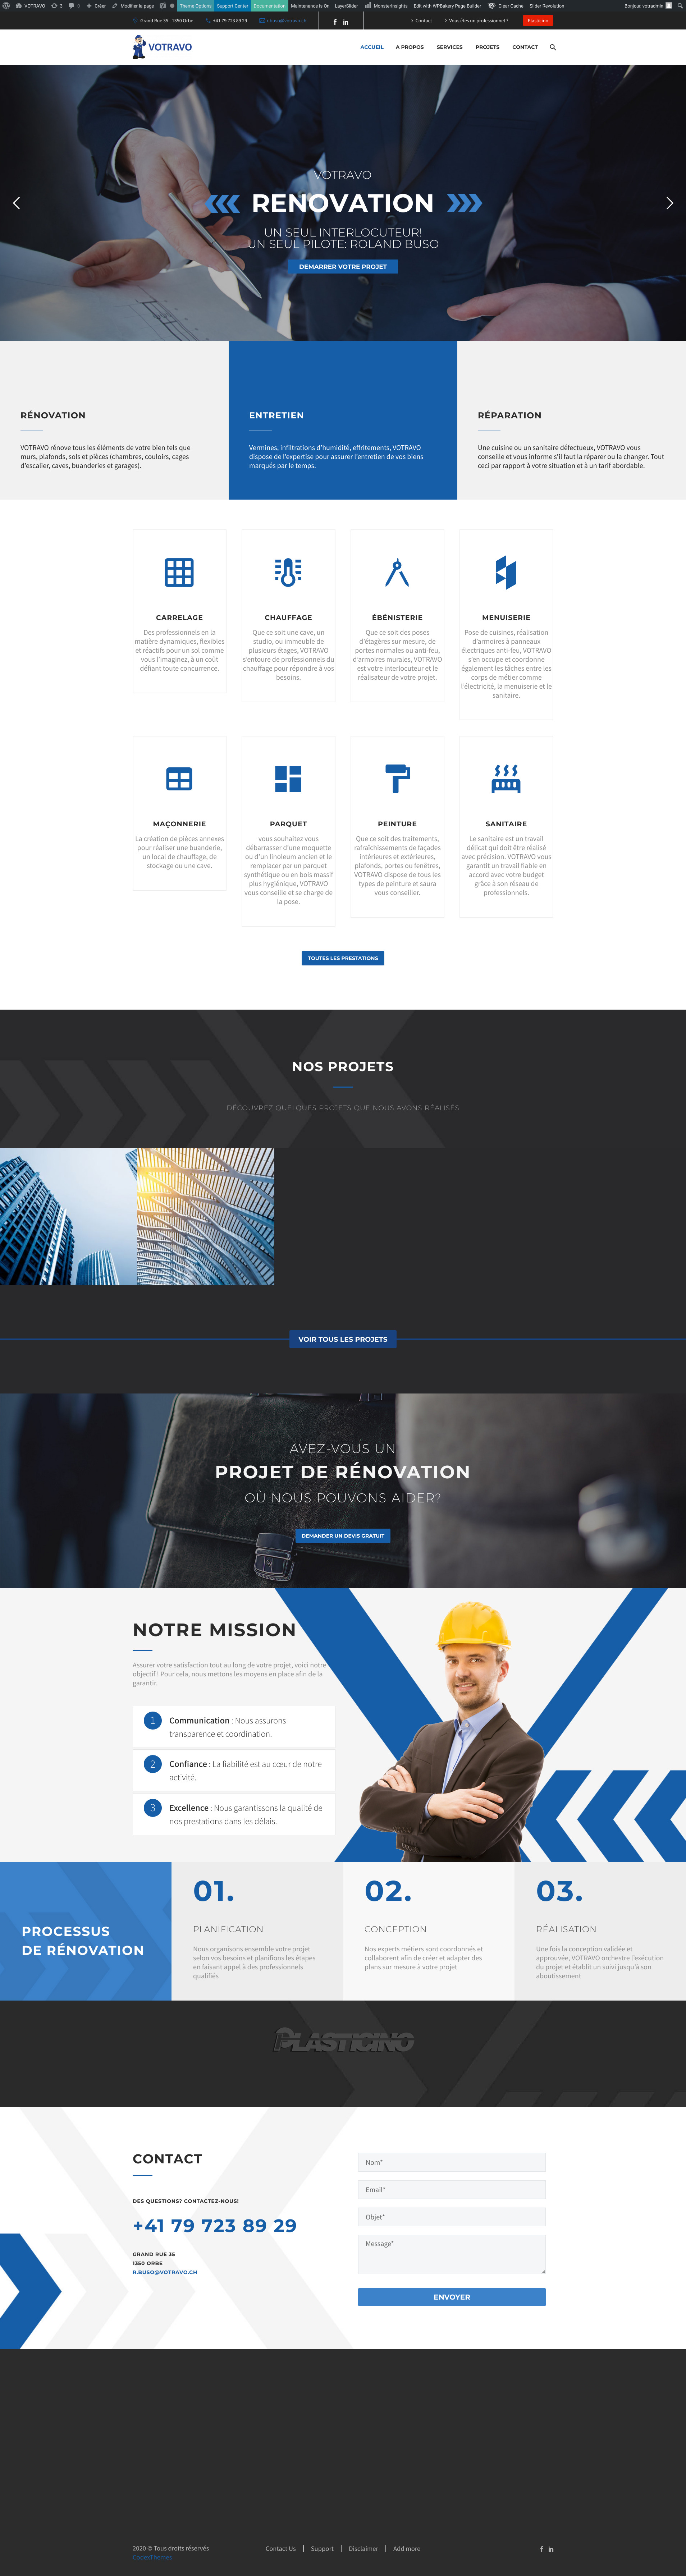 VOTRAVO 3 0 Créer Modifier la page Theme Options Support Center Documentation Maintenance is On LayerSlider MonsterInsights Edit with WPBakery Page Builder Clear Cache Slider Revolution Bonjour, votradmin
Grand Rue 35 - 1350 Orbe +41 79 723 89 29 r.buso@votravo.ch Contact Vous êtes un professionnel ? Plasticino
VOTRAVO ACCUEIL A PROPOS SERVICES PROJETS CONTACT
VOTRAVO
RENOVATION
UN SEUL INTERLOCUTEUR!
UN SEUL PILOTE: ROLAND BUSO
DEMARRER VOTRE PROJET
RÉNOVATION
VOTRAVO rénove tous les éléments de votre bien tels que
murs, plafonds, sols et pièces (chambres, couloirs, cages
d'escalier, caves, buanderies et garages).
ENTRETIEN
Vermines, infiltrations d'humidité, effritements, VOTRAVO
dispose de l'expertise pour assurer l'entretien de vos biens
marqués par le temps.
RÉPARATION
Une cuisine ou un sanitaire défectueux, VOTRAVO vous
conseille et vous informe s'il faut la réparer ou la changer. Tout
ceci par rapport à votre situation et à un tarif abordable.
CARRELAGE
Des professionnels en la
matière dynamiques, flexibles
et réactifs pour un sol comme
vous l'imaginez, à un coût
défiant toute concurrence.
CHAUFFAGE
Que ce soit une cave, un
studio, ou immeuble de
plusieurs étages, VOTRAVO
s'entoure de professionnels du
chauffage pour répondre à vos
besoins.
ÉBÉNISTERIE
Que ce soit des poses
d'étagères sur mesure, de
portes normales ou anti-feu,
d'armoires murales, VOTRAVO
est votre interlocuteur et le
réalisateur de votre projet.
MENUISERIE
Pose de cuisines, réalisation
d'armoires à panneaux
électriques anti-feu, VOTRAVO
s'en occupe et coordonne
également les tâches entre les
corps de métier comme
l'électricité, la menuiserie et le
sanitaire.
MAÇONNERIE
La création de pièces annexes
pour réaliser une buanderie,
un local de chauffage, de
stockage ou une cave.
PARQUET
vous souhaitez vous
débarrasser d'une moquette
ou d'un linoleum ancien et le
remplacer par un parquet
synthétique ou en bois massif
plus hygiénique, VOTRAVO
vous conseille et se charge de
la pose.
PEINTURE
Que ce soit des traitements,
rafraîchissements de façades
intérieures et extérieures,
plafonds, portes ou fenêtres,
VOTRAVO dispose de tous les
types de peinture et saura
vous conseiller.
SANITAIRE
Le sanitaire est un travail
délicat qui doit être réalisé
avec précision. VOTRAVO vous
garantit un travail fiable en
accord avec votre budget
grâce à son réseau de
professionnels.
TOUTES LES PRESTATIONS
NOS PROJETS
DÉCOUVREZ QUELQUES PROJETS QUE NOUS AVONS RÉALISÉS
VOIR TOUS LES PROJETS
AVEZ-VOUS UN
PROJET DE RÉNOVATION
OÙ NOUS POUVONS AIDER?
DEMANDER UN DEVIS GRATUIT
NOTRE MISSION
Assurer votre satisfaction tout au long de votre projet, voici notre
objectif ! Pour cela, nous mettons les moyens en place afin de la
garantir.
1 Communication : Nous assurons
transparence et coordination.
2 Confiance : La fiabilité est au cœur de notre
activité.
3 Excellence : Nous garantissons la qualité de
nos prestations dans les délais.
PROCESSUS
DE RÉNOVATION
01.
PLANIFICATION
Nous organisons ensemble votre projet
selon vos besoins et planifions les étapes
en faisant appel à des professionnels
qualifiés
02.
CONCEPTION
Nos experts métiers sont coordonnés et
collaborent afin de créer et adapter des
plans sur mesure à votre projet
03.
RÉALISATION
Une fois la conception validée et
approuvée, VOTRAVO orchestre l'exécution
du projet et établit un suivi jusqu'à son
aboutissement
PLASTICINO
CONTACT
DES QUESTIONS? CONTACTEZ-NOUS!
+41 79 723 89 29
GRAND RUE 35
1350 ORBE
R.BUSO@VOTRAVO.CH
Nom*
Email*
Objet*
Message*
ENVOYER
2020 © Tous droits réservés
CodexThemes
Contact Us Support Disclaimer Add more